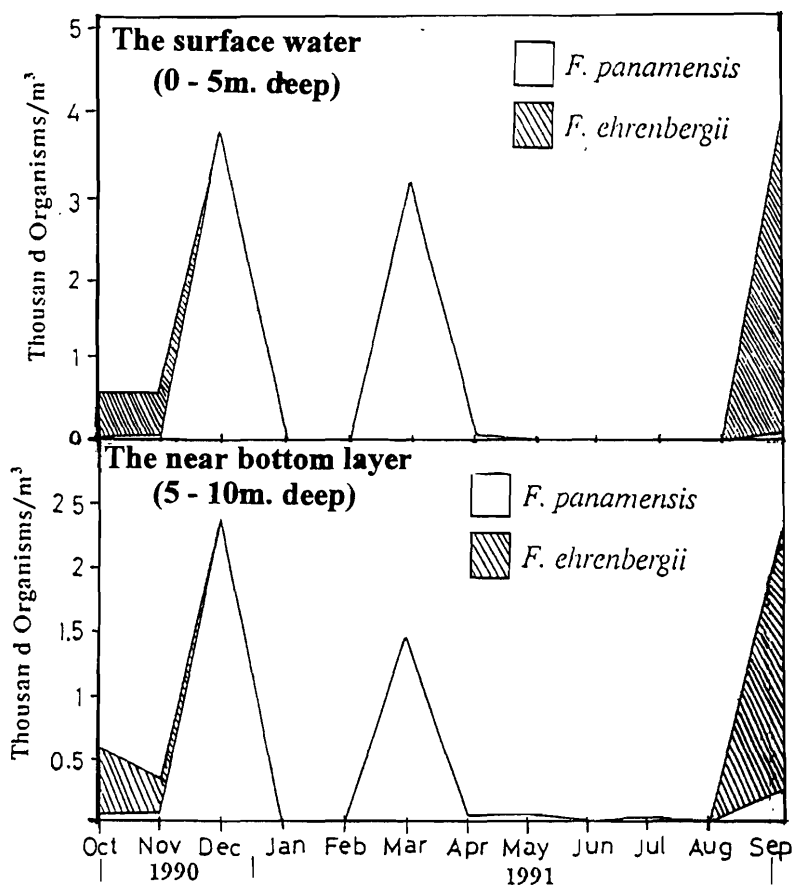 5
The surface water
(0 - 5m. deep)
F. panamensis
F. ehrenbergii
4
3
2
1
0
Thousan d Organisms/m³
The near bottom layer
(5 - 10m. deep)
F. panamensis
F. ehrenbergii
2 5
2
1.5
1
0.5
Thousan d Organisms/m³
Oct Nov Dec Jan Feb Mar Apr May Jun Jul Aug Sep
1990 1991